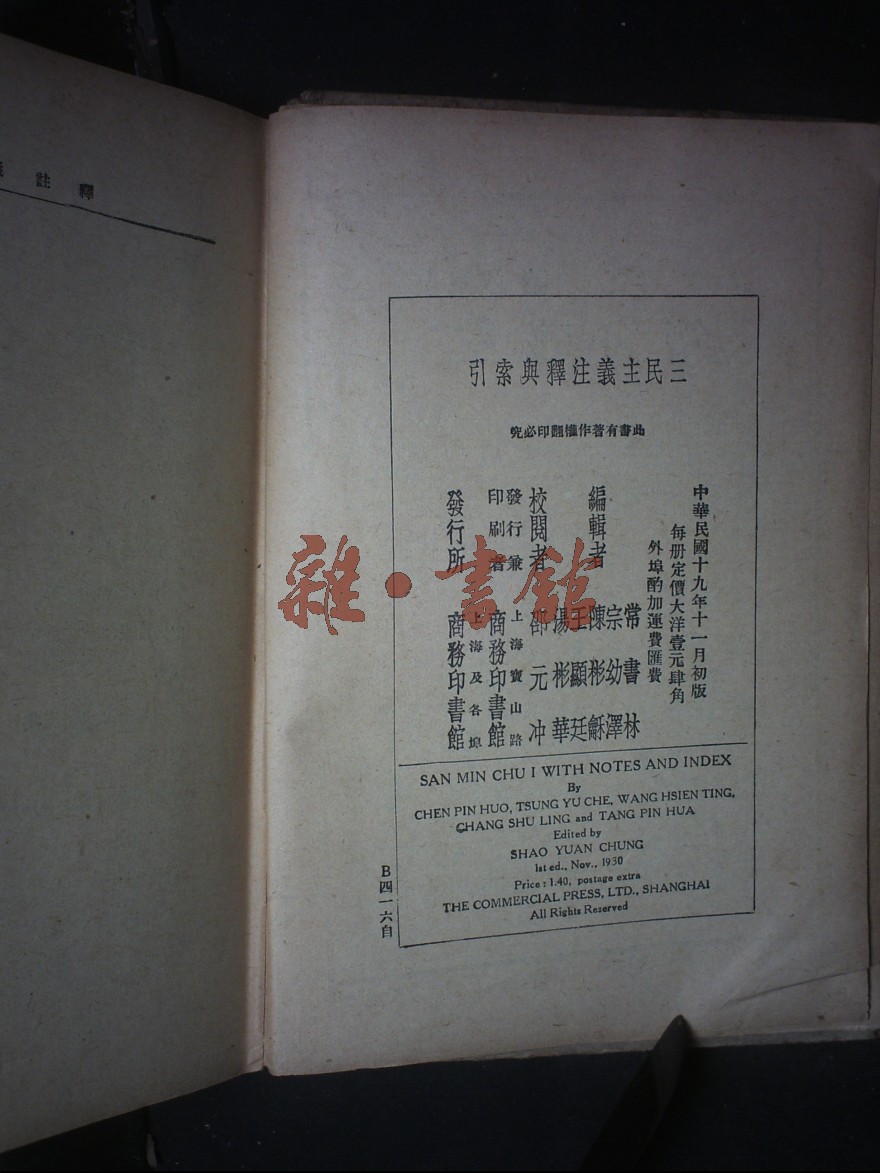 註釋
三民主義注釋與索引
此書有著作權翻印必究
中華民國十九年十一月初版
每册定價大洋壹元肆角
外埠酌加運費匯費
編輯者
常書林
宗幼澤
陳彬龢
王顯廷
湯彬華
校閱者 邵元冲
發行兼印刷者
上海寶山路
商務印書館
發行所
上海及各埠
商務印書館
SAN MIN CHU I WITH NOTES AND INDEX
By
CHEN PIN HUO, TSUNG YU CHE, WANG HSIEN TING,
CHANG SHU LING and TANG PIN HUA
Edited by
SHAO YUAN CHUNG
1st ed., Nov., 1930
Price: 1.40, postage extra
THE COMMERCIAL PRESS, LTD., SHANGHAI
All Rights Reserved
B四一六自
雜·書館